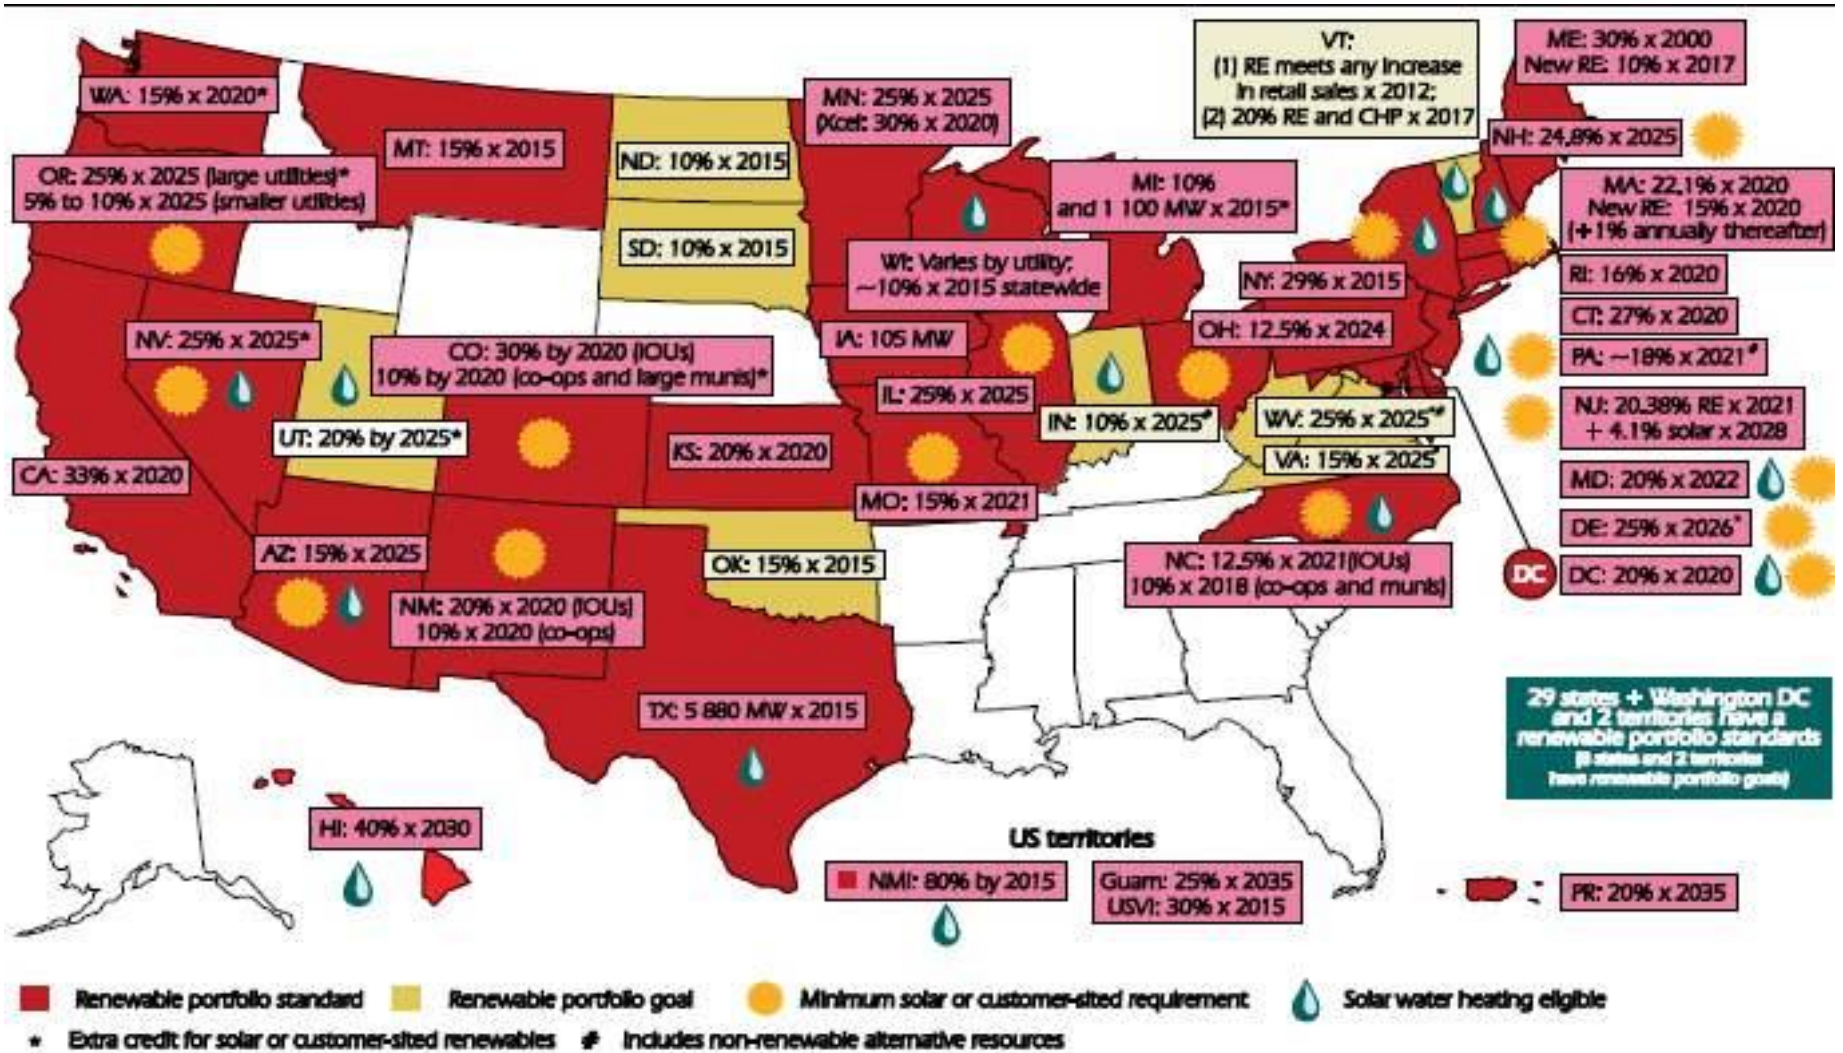 VT:
(1) RE meets any increase
in retail sales x 2012;
(2) 20% RE and CHP x 2017
ME: 30% x 2000
New RE: 10% x 2017
WA: 15% x 2020*
MN: 25% x 2025
(Xcel: 30% x 2020)
MT: 15% x 2015
ND: 10% x 2015
NH: 24.8% x 2025
OR: 25% x 2025 (large utilities)*
5% to 10% x 2025 (smaller utilities)
MI: 10%
and 1 100 MW x 2015*
MA: 22.1% x 2020
New RE: 15% x 2020
(+1% annually thereafter)
SD: 10% x 2015
WI: Varies by utility;
~10% x 2015 statewide
NY: 29% x 2015
RI: 16% x 2020
NV: 25% x 2025*
CO: 30% by 2020 (IOUs)
10% by 2020 (co-ops and large munis)*
IA: 105 MW
OH: 12.5% x 2024
CT: 27% x 2020
PA: ~18% x 2021#
IL: 25% x 2025
IN: 10% x 2025#
WV: 25% x 2025*#
NJ: 20.38% RE x 2021
+ 4.1% solar x 2028
UT: 20% by 2025*
KS: 20% x 2020
VA: 15% x 2025*
CA: 33% x 2020
MO: 15% x 2021
MD: 20% x 2022
DE: 25% x 2026*
AZ: 15% x 2025
OK: 15% x 2015
NC: 12.5% x 2021(IOUs)
10% x 2018 (co-ops and munis)
DC
DC: 20% x 2020
NM: 20% x 2020 (IOUs)
10% x 2020 (co-ops)
TX: 5 880 MW x 2015
29 states + Washington DC
and 2 territories have a
renewable portfolio standards
(8 states and 2 territories
have renewable portfolio goals)
HI: 40% x 2030
US territories
NMI: 80% by 2015
Guam: 25% x 2035
USVI: 30% x 2015
PR: 20% x 2035
Renewable portfolio standard
Renewable portfolio goal
Minimum solar or customer-sited requirement
Solar water heating eligible
* Extra credit for solar or customer-sited renewables
# Includes non-renewable alternative resources